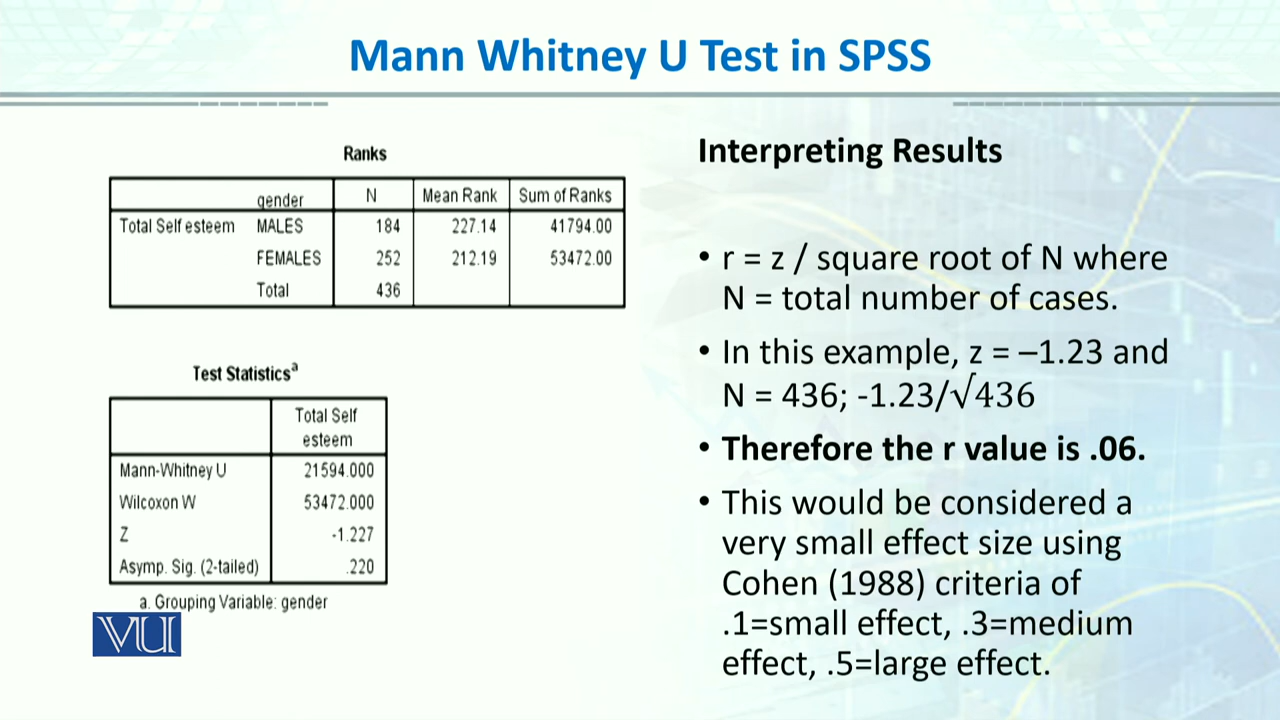 Mann Whitney U Test in SPSS
Ranks
gender N Mean Rank Sum of Ranks
Total Self esteem MALES 184 227.14 41794.00
FEMALES 252 212.19 53472.00
Total 436
Test Statisticsa
Total Self
esteem
Mann-Whitney U 21594.000
Wilcoxon W 53472.000
Z -1.227
Asymp. Sig. (2-tailed) .220
a. Grouping Variable: gender
VU
Interpreting Results
• r = z / square root of N where
N = total number of cases.
• In this example, z = –1.23 and
N = 436; -1.23/√436
• Therefore the r value is .06.
• This would be considered a
very small effect size using
Cohen (1988) criteria of
.1=small effect, .3=medium
effect, .5=large effect.